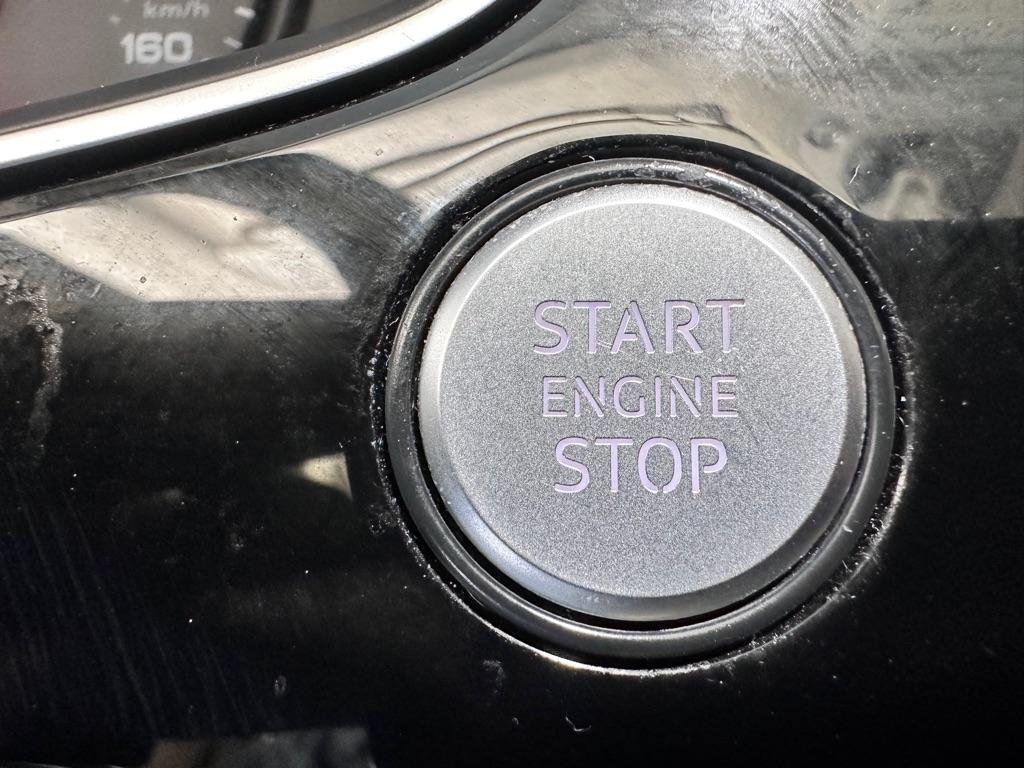 km/h
160
START
ENGINE
STOP